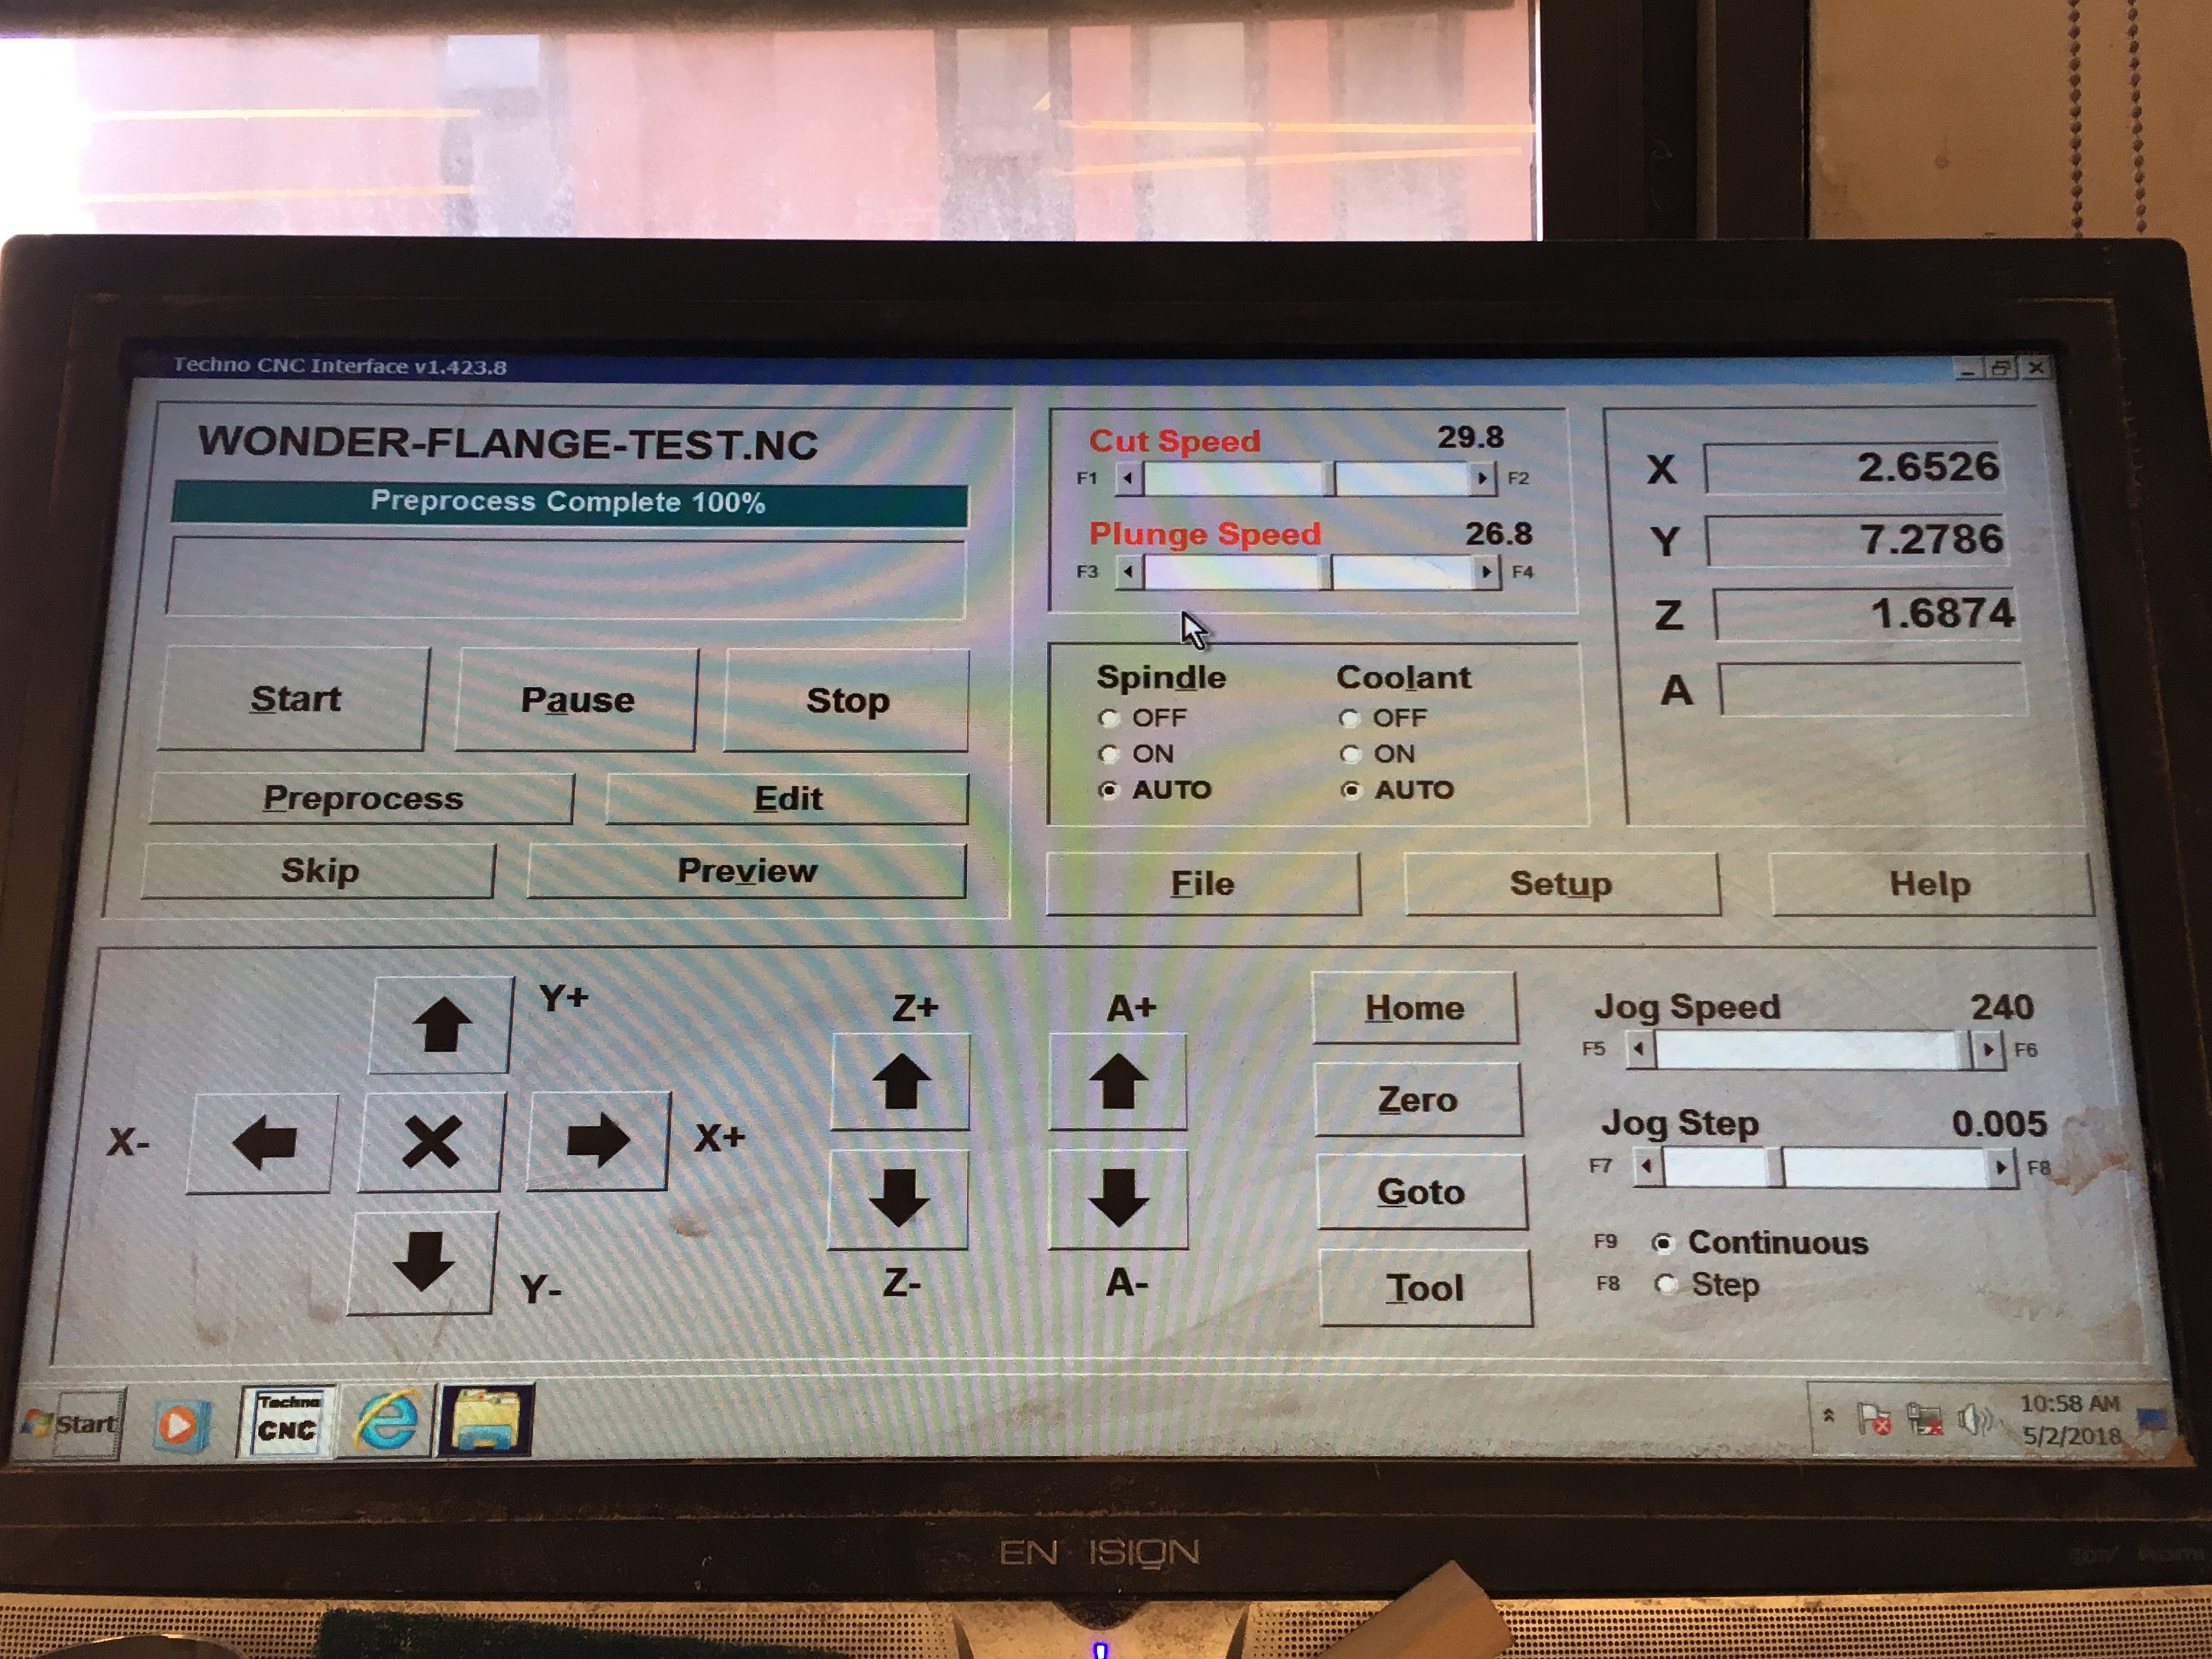 Techno CNC Interface v1.423.8
WONDER-FLANGE-TEST.NC
Preprocess Complete 100%
Start
Pause
Stop
Preprocess
Edit
Skip
Preview
Cut Speed 29.8
F1 F2
Plunge Speed 26.8
F3 F4
Spindle
OFF
ON
AUTO
Coolant
OFF
ON
AUTO
X 2.6526
Y 7.2786
Z 1.6874
A
File
Setup
Help
Y+
X-
X+
Y-
Z+
Z-
A+
A-
Home
Zero
Goto
Tool
Jog Speed 240
F5 F6
Jog Step 0.005
F7 F8
F9 Continuous
F8 Step
Start
Techno
CNC
10:58 AM
5/2/2018
EN ISION